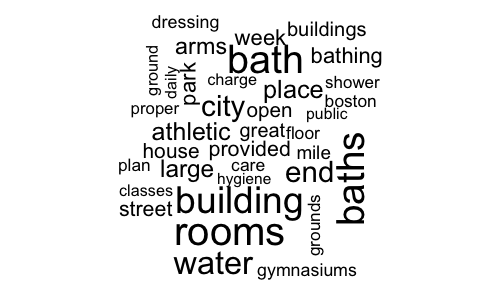 dressing
week buildings
arms bath bathing
ground daily park charge place shower
boston
proper city open public
athletic great floor
house provided mile
plan large care end baths
hygiene
classes building
street grounds
rooms
water gymnasiums